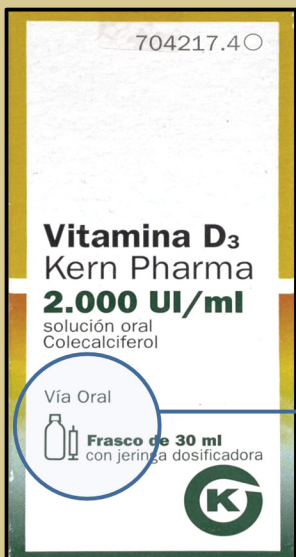 704217.4
Vitamina D3
Kern Pharma
2.000 UI/ml
solución oral
Colecalciferol
Vía Oral
Frasco de 30 ml
con jeringa dosificadora
K